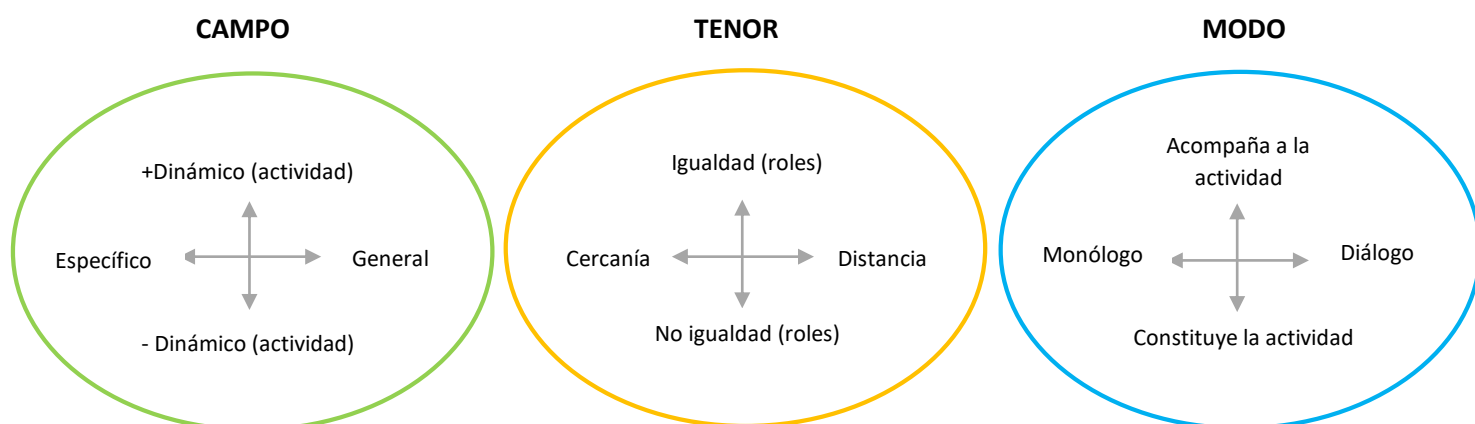 CAMPO
TENOR
MODO
+Dinámico (actividad)
Específico
General
- Dinámico (actividad)
Igualdad (roles)
Cercanía
Distancia
No igualdad (roles)
Acompaña a la
actividad
Monólogo
Diálogo
Constituye la actividad